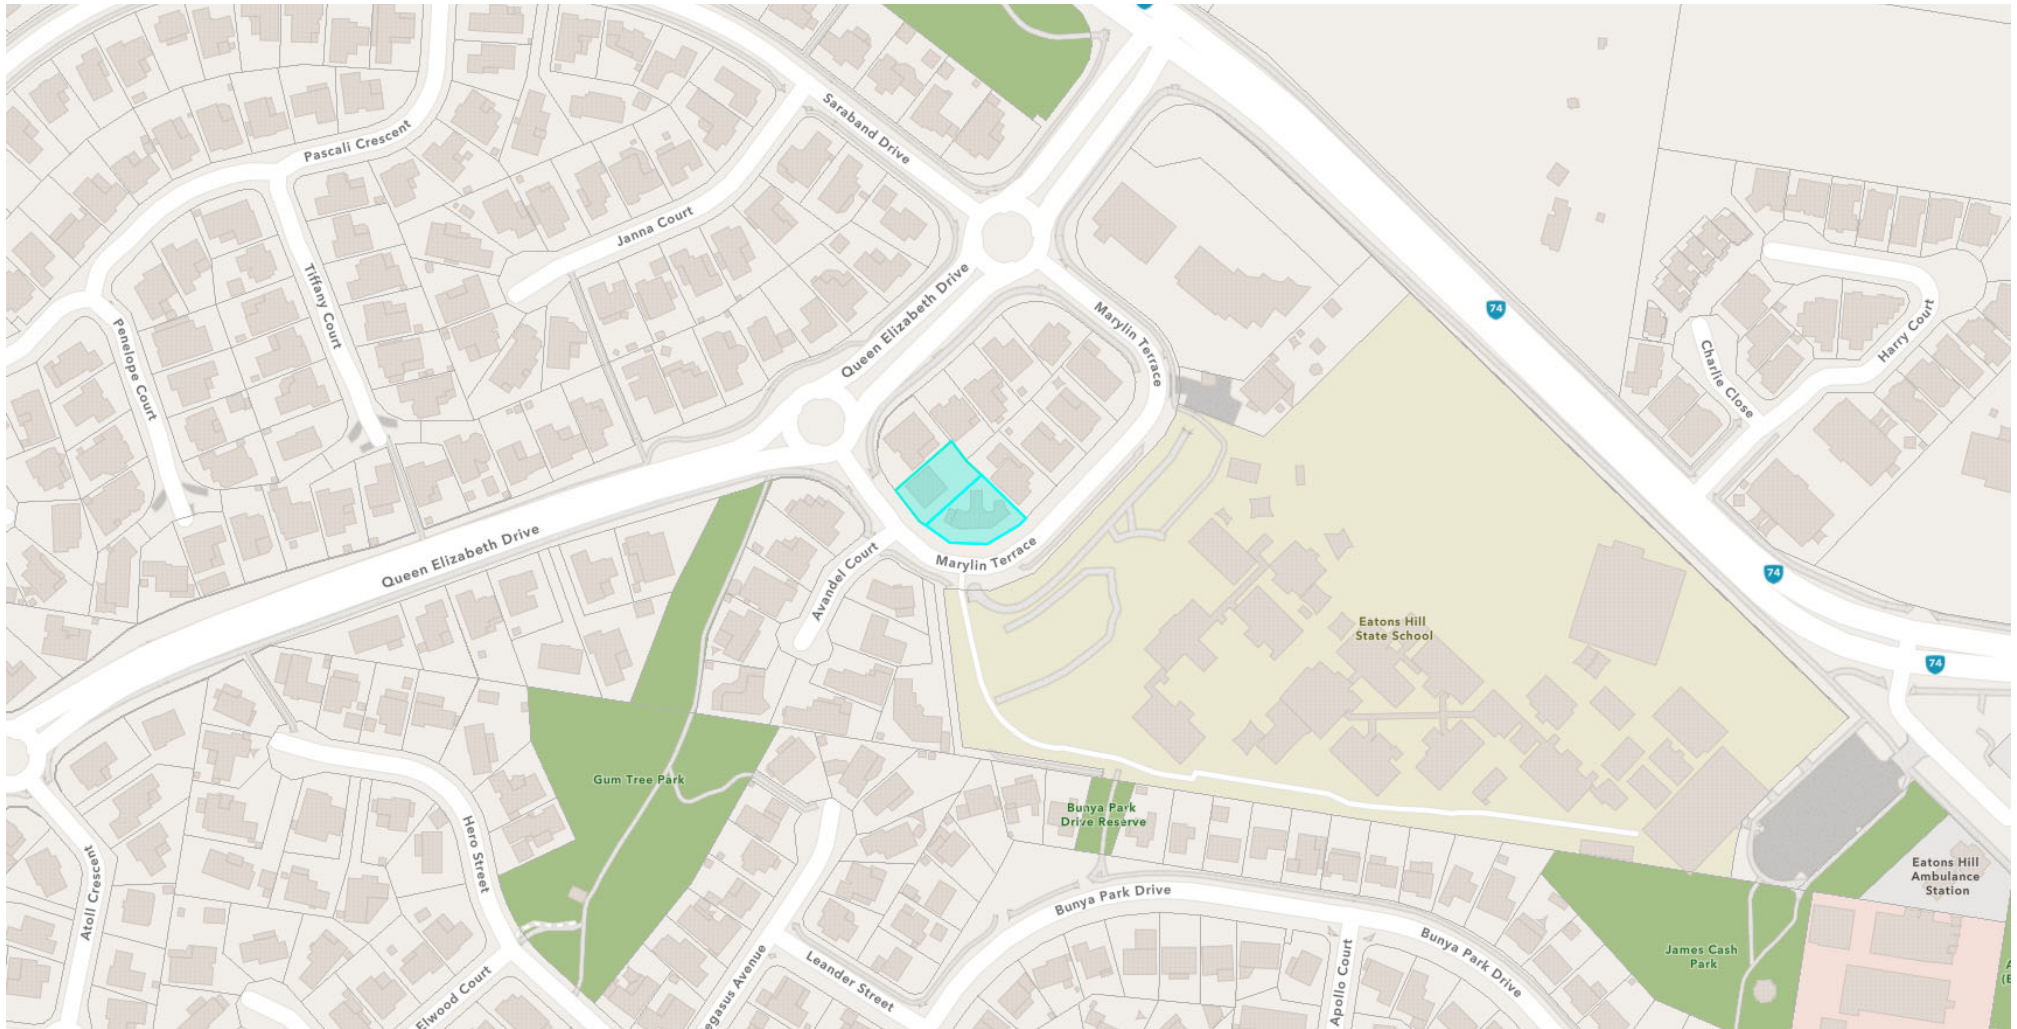 Saraband Drive
Pascali Crescent
Janna Court
Tiffany Court
Queen Elizabeth Drive
Marylin Terrace
74
Harry Court
Charlie Close
Penelope Court
Queen Elizabeth Drive
Avandel Court
Marylin Terrace
74
Eatons Hill
State School
74
Gum Tree Park
Bunya Park
Drive Reserve
Hero Street
Atoll Crescent
Eatons Hill
Ambulance
Station
Bunya Park Drive
Bunya Park Drive
James Cash
Park
Leander Street
egasus Avenue
Elwood Court
Apollo Court